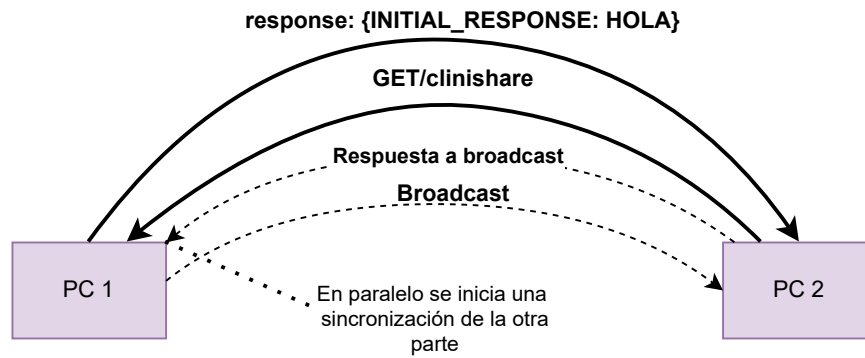 response: {INITIAL_RESPONSE: HOLA}
GET/clinishare
Respuesta a broadcast
Broadcast
PC 1
PC 2
En paralelo se inicia una
sincronización de la otra
parte